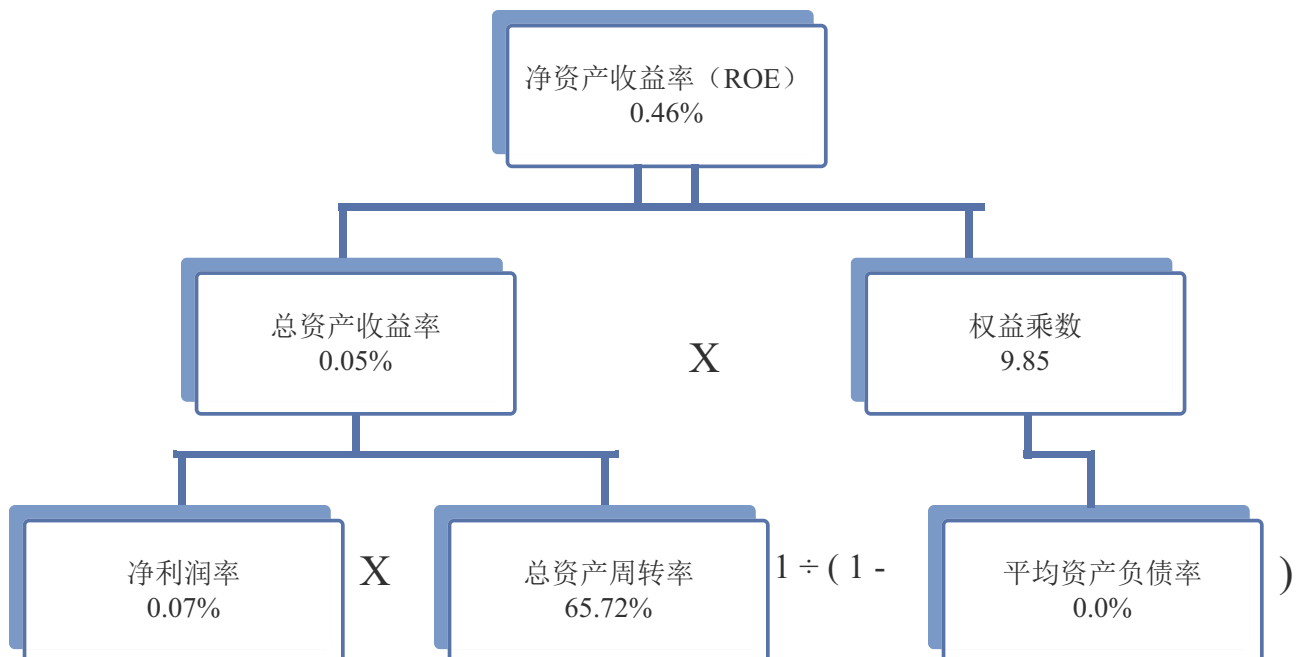 净资产收益率（ROE）
0.46%
总资产收益率
0.05%
X
权益乘数
9.85
净利润率
0.07%
X
总资产周转率
65.72%
1 ÷ ( 1 -
平均资产负债率
0.0%
)